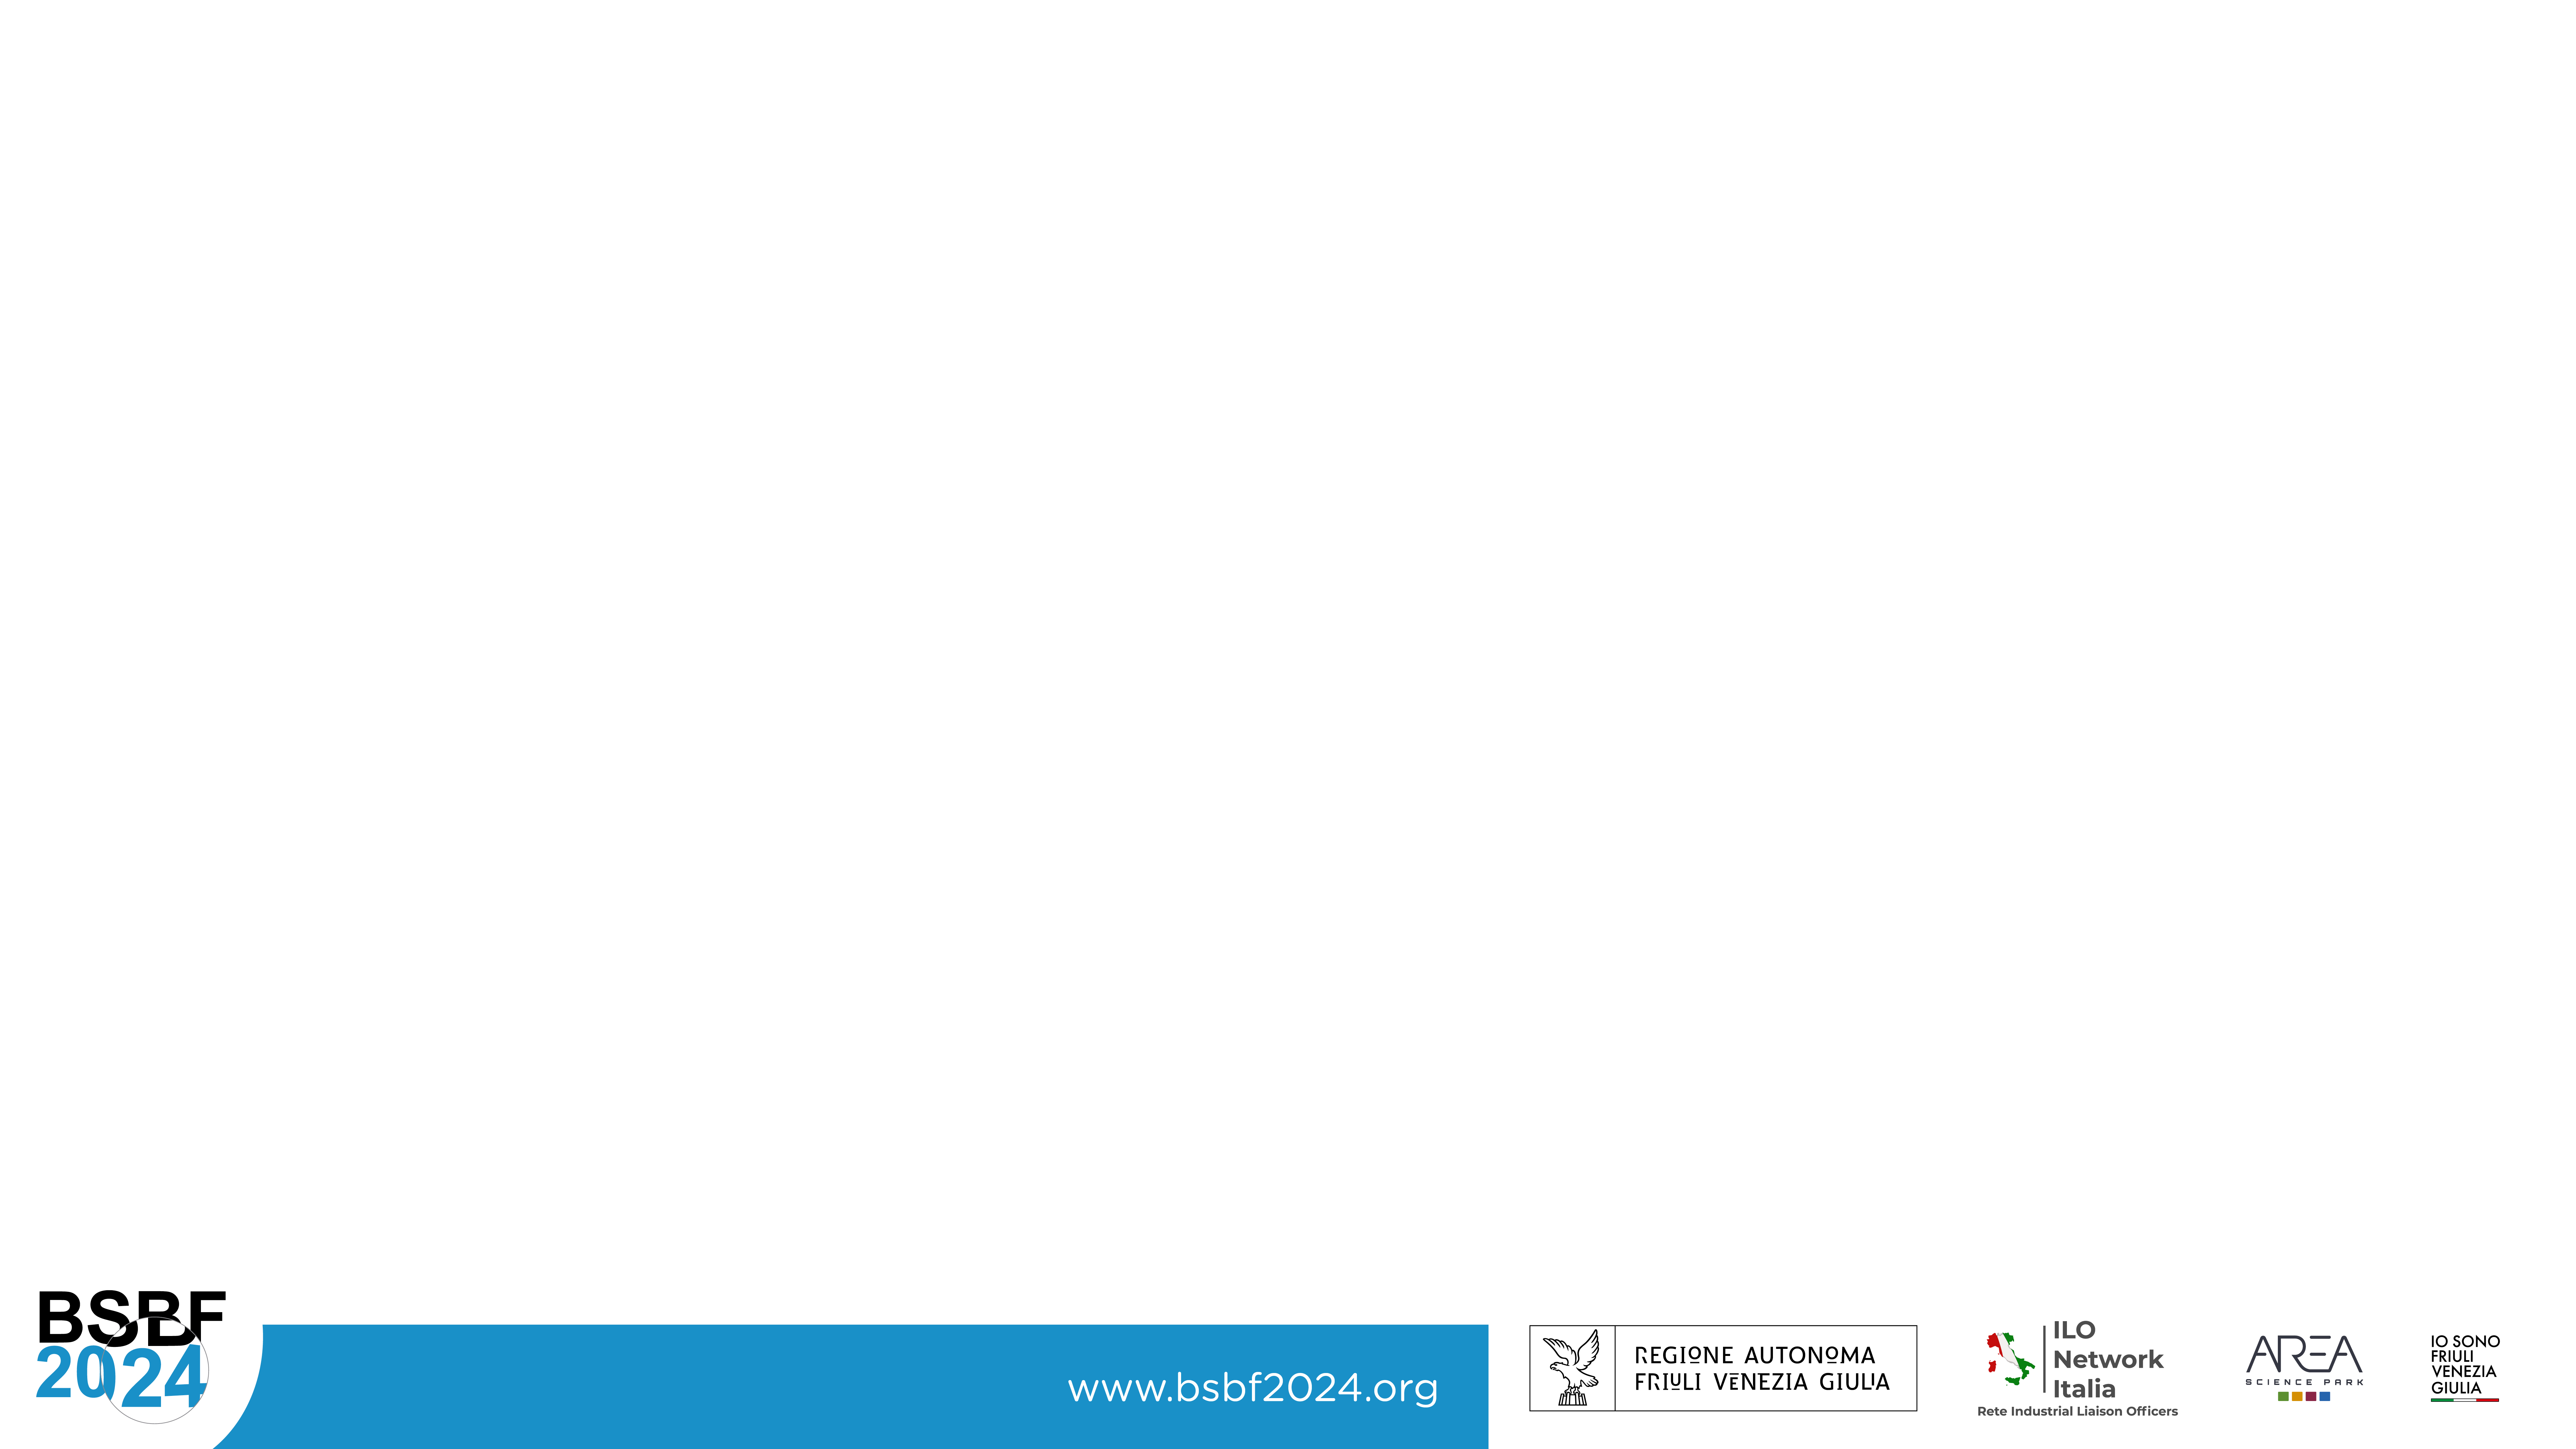 BSBF
2024
www.bsbf2024.org
REGIONE AUTONOMA
FRIULI VENEZIA GIULIA
ILO
Network
Italia
Rete Industrial Liaison Officers
AREA
SCIENCE PARK
IO SONO
FRIULI
VENEZIA
GIULIA